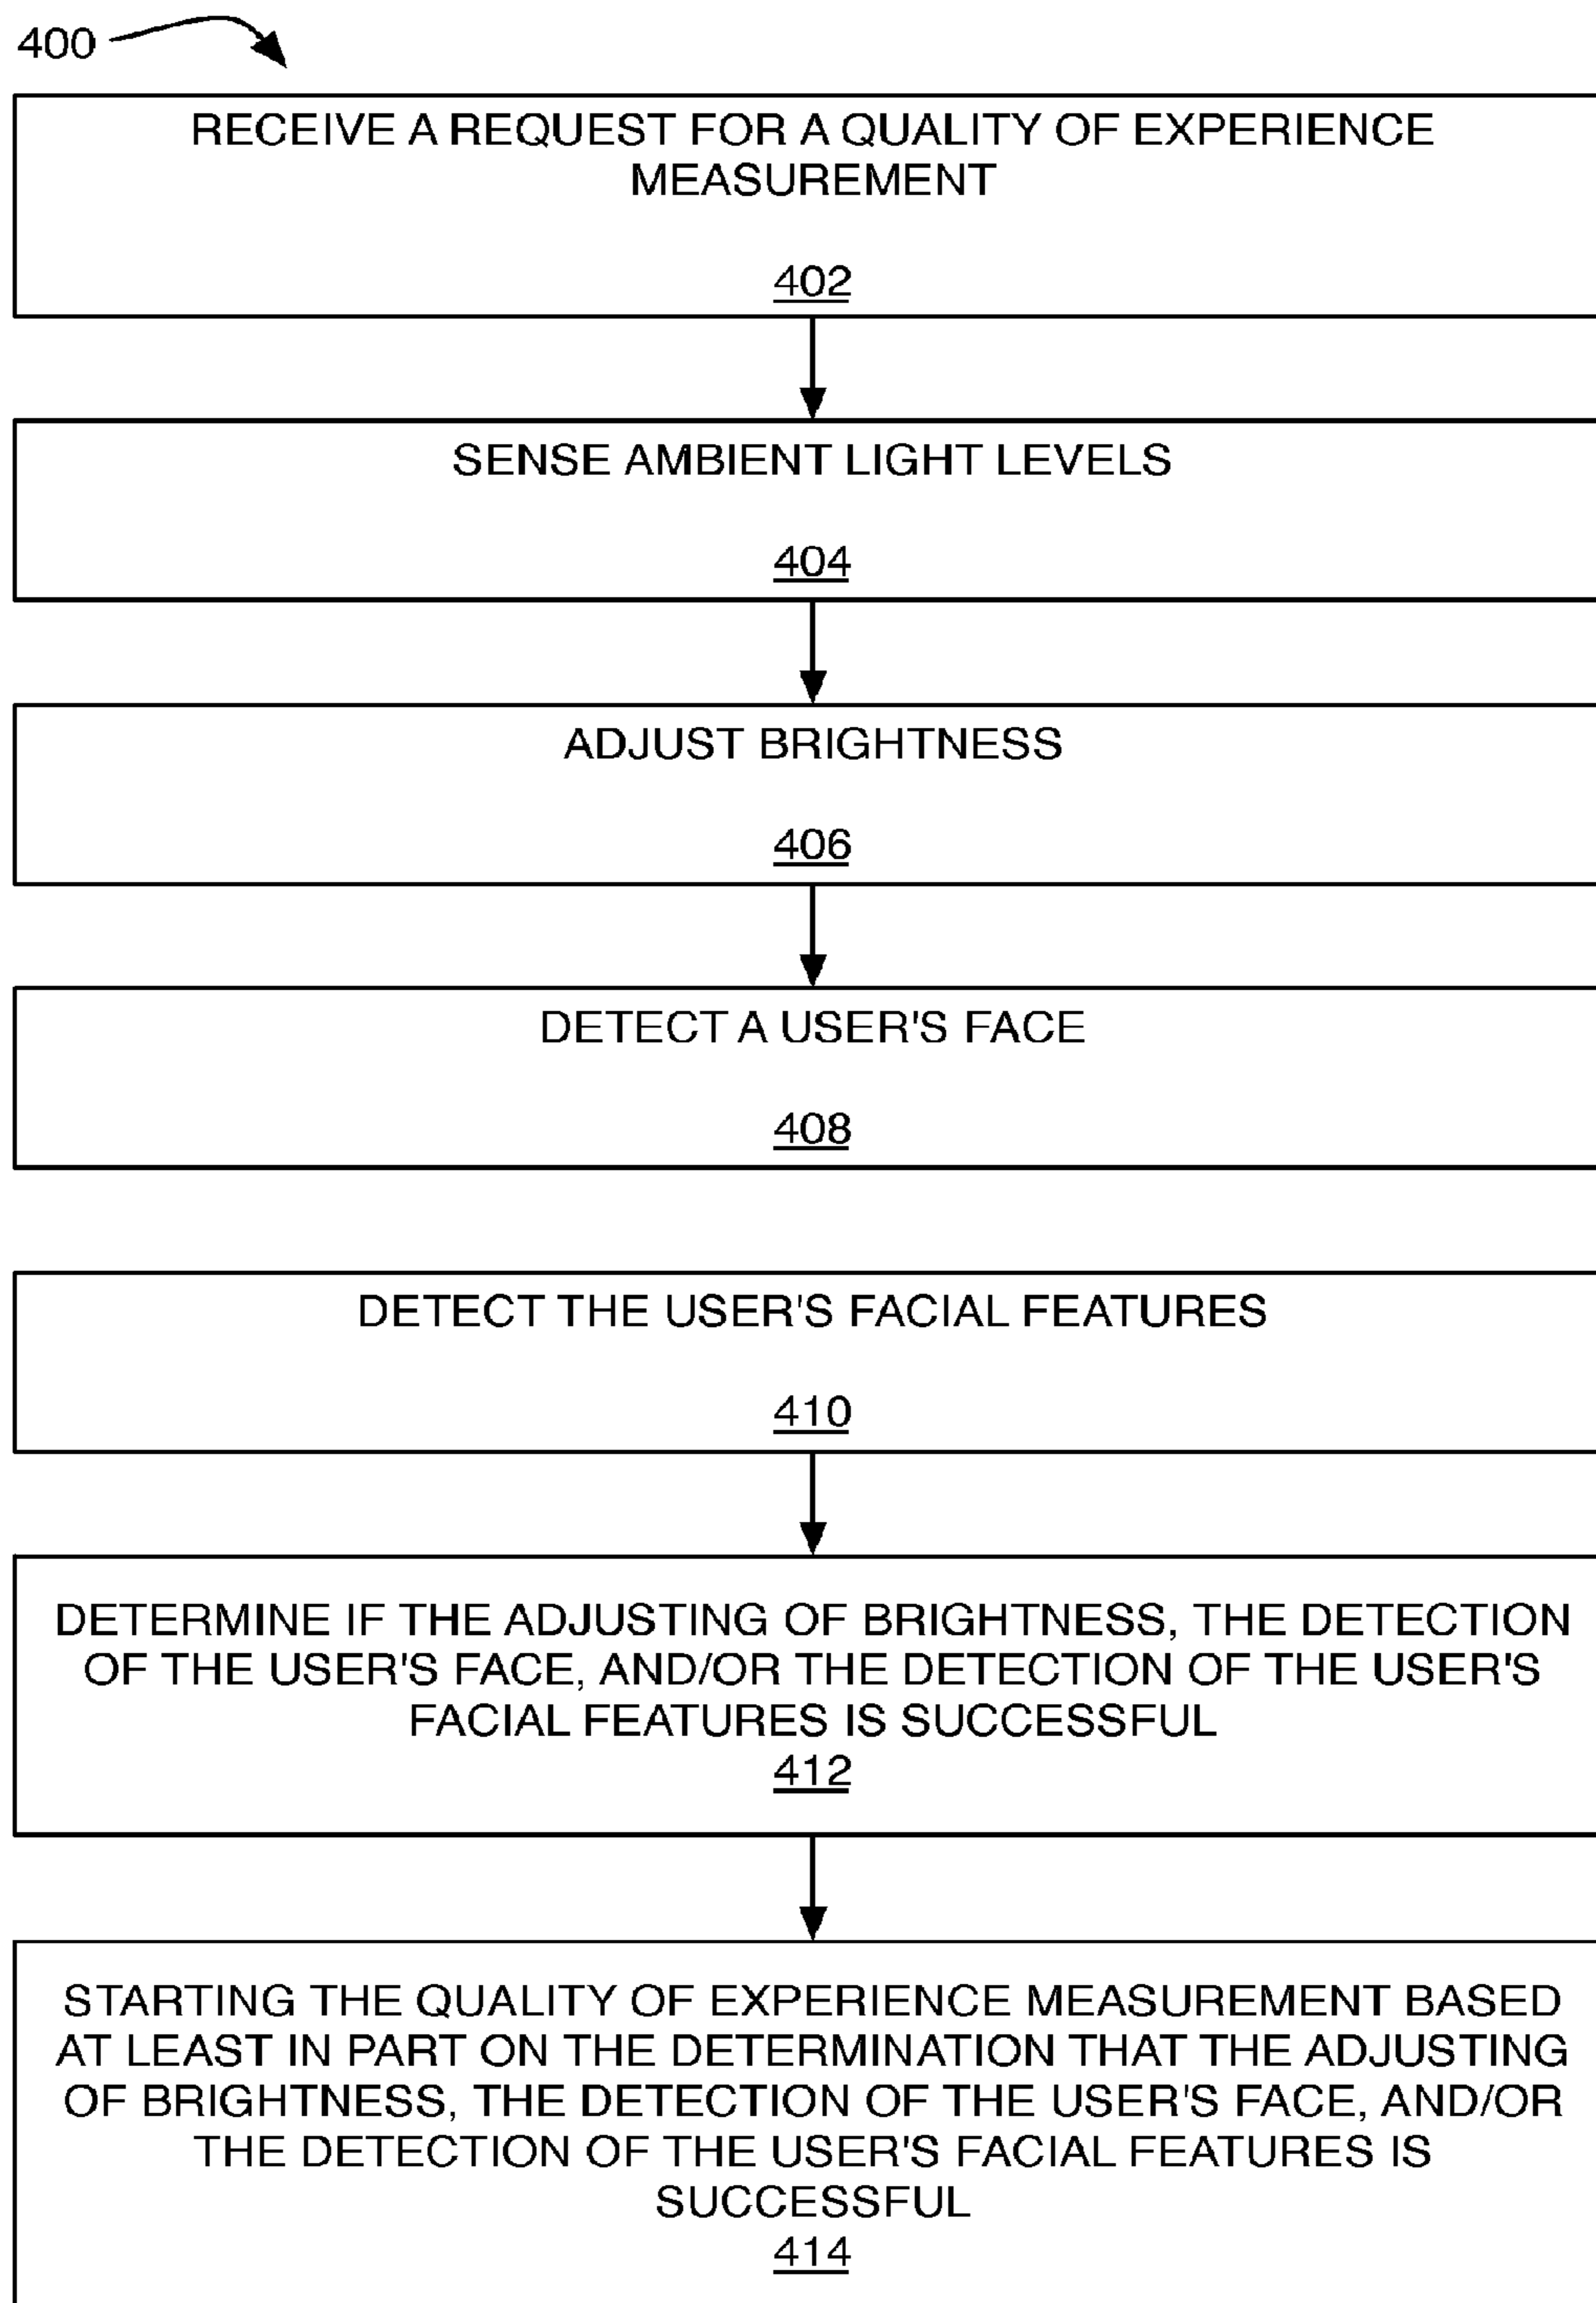 400
RECEIVE A REQUEST FOR A QUALITY OF EXPERIENCE
MEASUREMENT
402
SENSE AMBIENT LIGHT LEVELS
404
ADJUST BRIGHTNESS
406
DETECT A USER'S FACE
408
DETECT THE USER'S FACIAL FEATURES
410
DETERMINE IF THE ADJUSTING OF BRIGHTNESS, THE DETECTION
OF THE USER'S FACE, AND/OR THE DETECTION OF THE USER'S
FACIAL FEATURES IS SUCCESSFUL
412
STARTING THE QUALITY OF EXPERIENCE MEASUREMENT BASED
AT LEAST IN PART ON THE DETERMINATION THAT THE ADJUSTING
OF BRIGHTNESS, THE DETECTION OF THE USER'S FACE, AND/OR
THE DETECTION OF THE USER'S FACIAL FEATURES IS
SUCCESSFUL
414